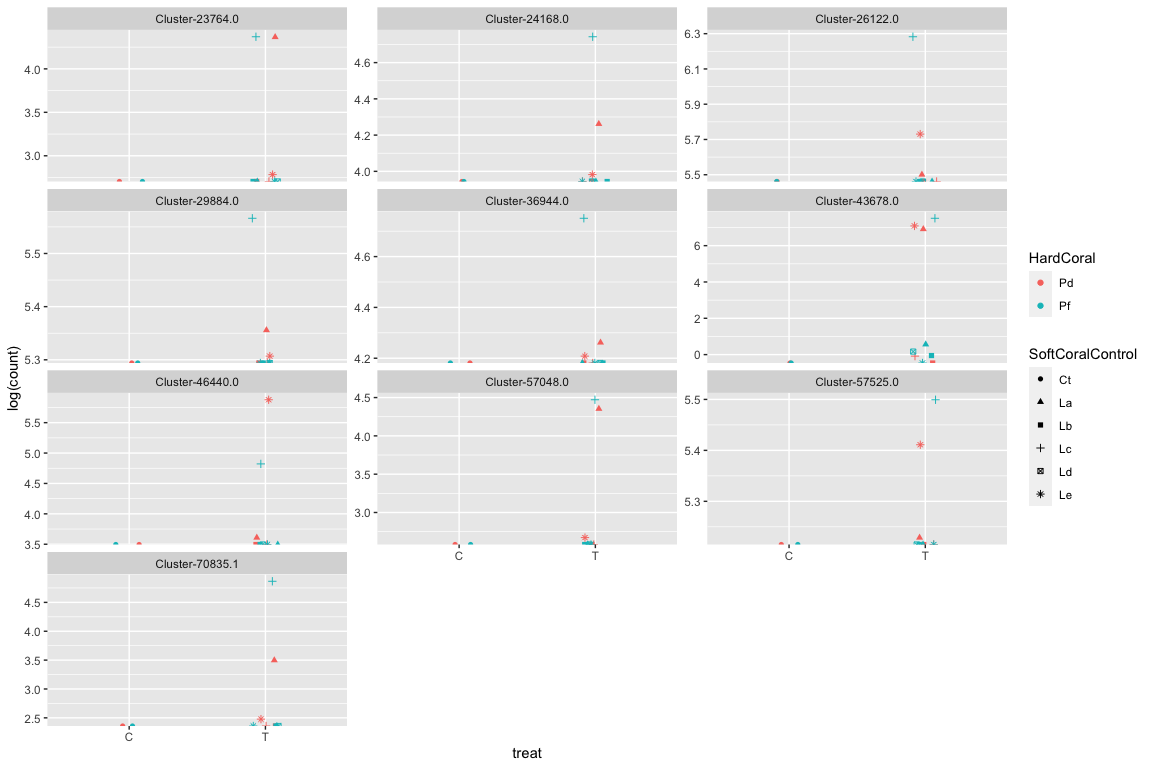 Cluster-23764.0 Cluster-24168.0 Cluster-26122.0
4.0 3.5 3.0
4.6 4.4 4.2 4.0
6.3 6.1 5.9 5.7 5.5
Cluster-29884.0 Cluster-36944.0 Cluster-43678.0
5.5 5.4 5.3
4.6 4.4 4.2
6 4 2 0
Cluster-46440.0 Cluster-57048.0 Cluster-57525.0
5.5 5.0 4.5 4.0 3.5
4.5 4.0 3.5 3.0
5.5 5.4 5.3
C T C T
Cluster-70835.1
4.5 4.0 3.5 3.0 2.5
C T
log(count)
treat
HardCoral
Pd
Pf
SoftCoralControl
Ct
La
Lb
Lc
Ld
Le